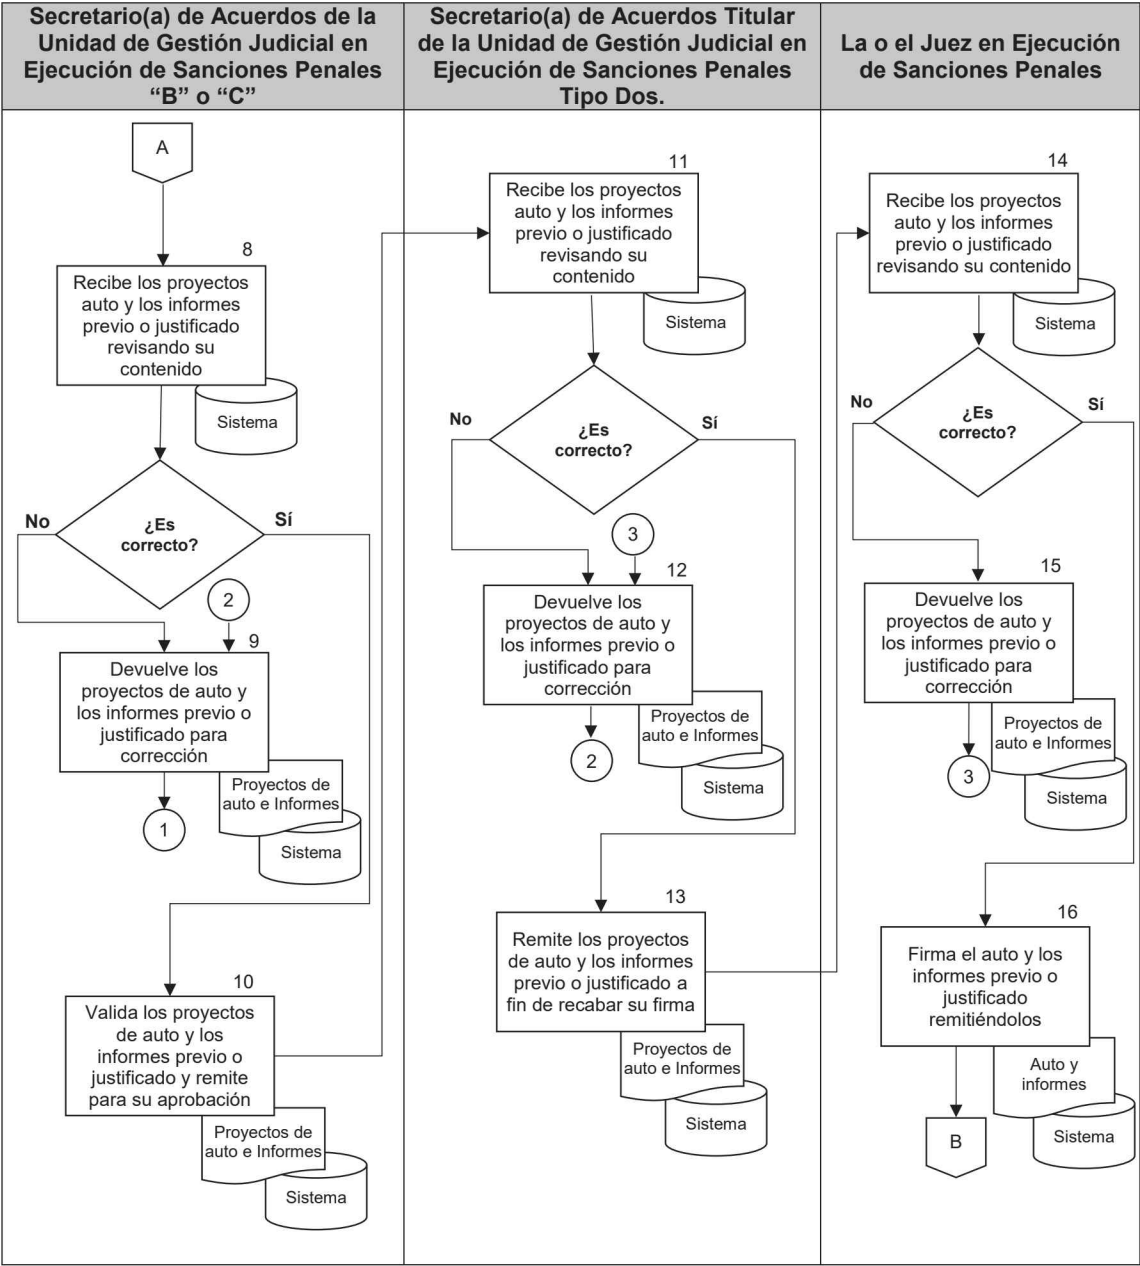 Secretario(a) de Acuerdos de la
Unidad de Gestión Judicial en
Ejecución de Sanciones Penales
“B” o “C”
Secretario(a) de Acuerdos Titular
de la Unidad de Gestión Judicial en
Ejecución de Sanciones Penales
Tipo Dos.
La o el Juez en Ejecución
de Sanciones Penales
A
8
Recibe los proyectos
auto y los informes
previo o justificado
revisando su
contenido
Sistema
¿Es
correcto?
No
Sí
2
9
Devuelve los
proyectos de auto y
los informes previo o
justificado para
corrección
Proyectos de
auto e Informes
Sistema
1
10
Valida los proyectos
de auto y los
informes previo o
justificado y remite
para su aprobación
Proyectos de
auto e Informes
Sistema
11
Recibe los proyectos
auto y los informes
previo o justificado
revisando su
contenido
Sistema
¿Es
correcto?
No
Sí
3
12
Devuelve los
proyectos de auto y
los informes previo o
justificado para
corrección
Proyectos de
auto e Informes
Sistema
2
13
Remite los proyectos
de auto y los informes
previo o justificado a
fin de recabar su firma
Proyectos de
auto e Informes
Sistema
14
Recibe los proyectos
auto y los informes
previo o justificado
revisando su contenido
Sistema
¿Es
correcto?
No
Sí
15
Devuelve los
proyectos de auto y
los informes previo o
justificado para
corrección
Proyectos de
auto e Informes
Sistema
3
16
Firma el auto y los
informes previo o
justificado
remitiéndolos
Auto y
informes
Sistema
B